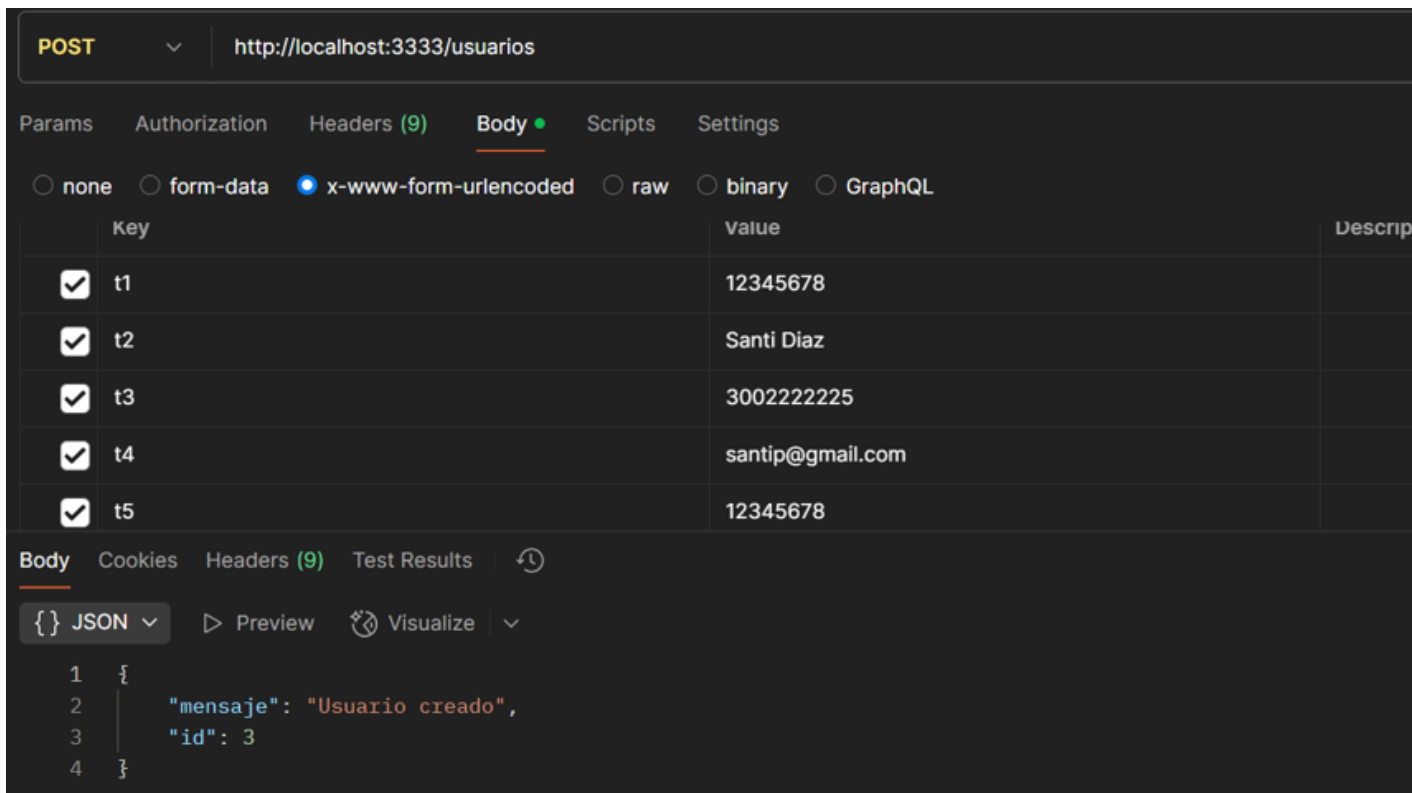 POST http://localhost:3333/usuarios
Params Authorization Headers (9) Body Scripts Settings
none form-data x-www-form-urlencoded raw binary GraphQL
Key Value Descrip
t1 12345678
t2 Santi Diaz
t3 3002222225
t4 santip@gmail.com
t5 12345678
Body Cookies Headers (9) Test Results
{} JSON Preview Visualize
1 {
2 "mensaje": "Usuario creado",
3 "id": 3
4 }